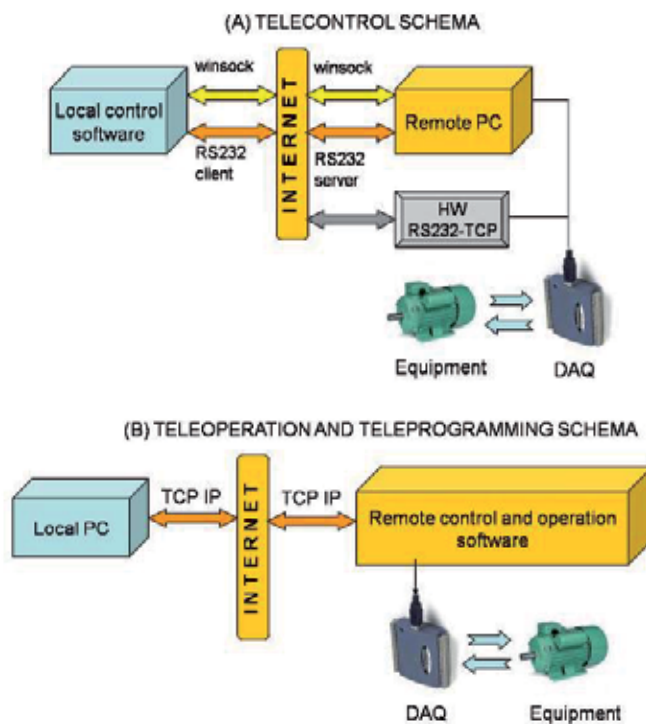 (A) TELECONTROL SCHEMA
winsock
winsock
Local control
software
INTERNET
Remote PC
RS232
client
RS232
server
HW
RS232-TCP
Equipment
DAQ
(B) TELEOPERATION AND TELEPROGRAMMING SCHEMA
TCP IP
TCP IP
Local PC
INTERNET
Remote control and operation
software
DAQ
Equipment